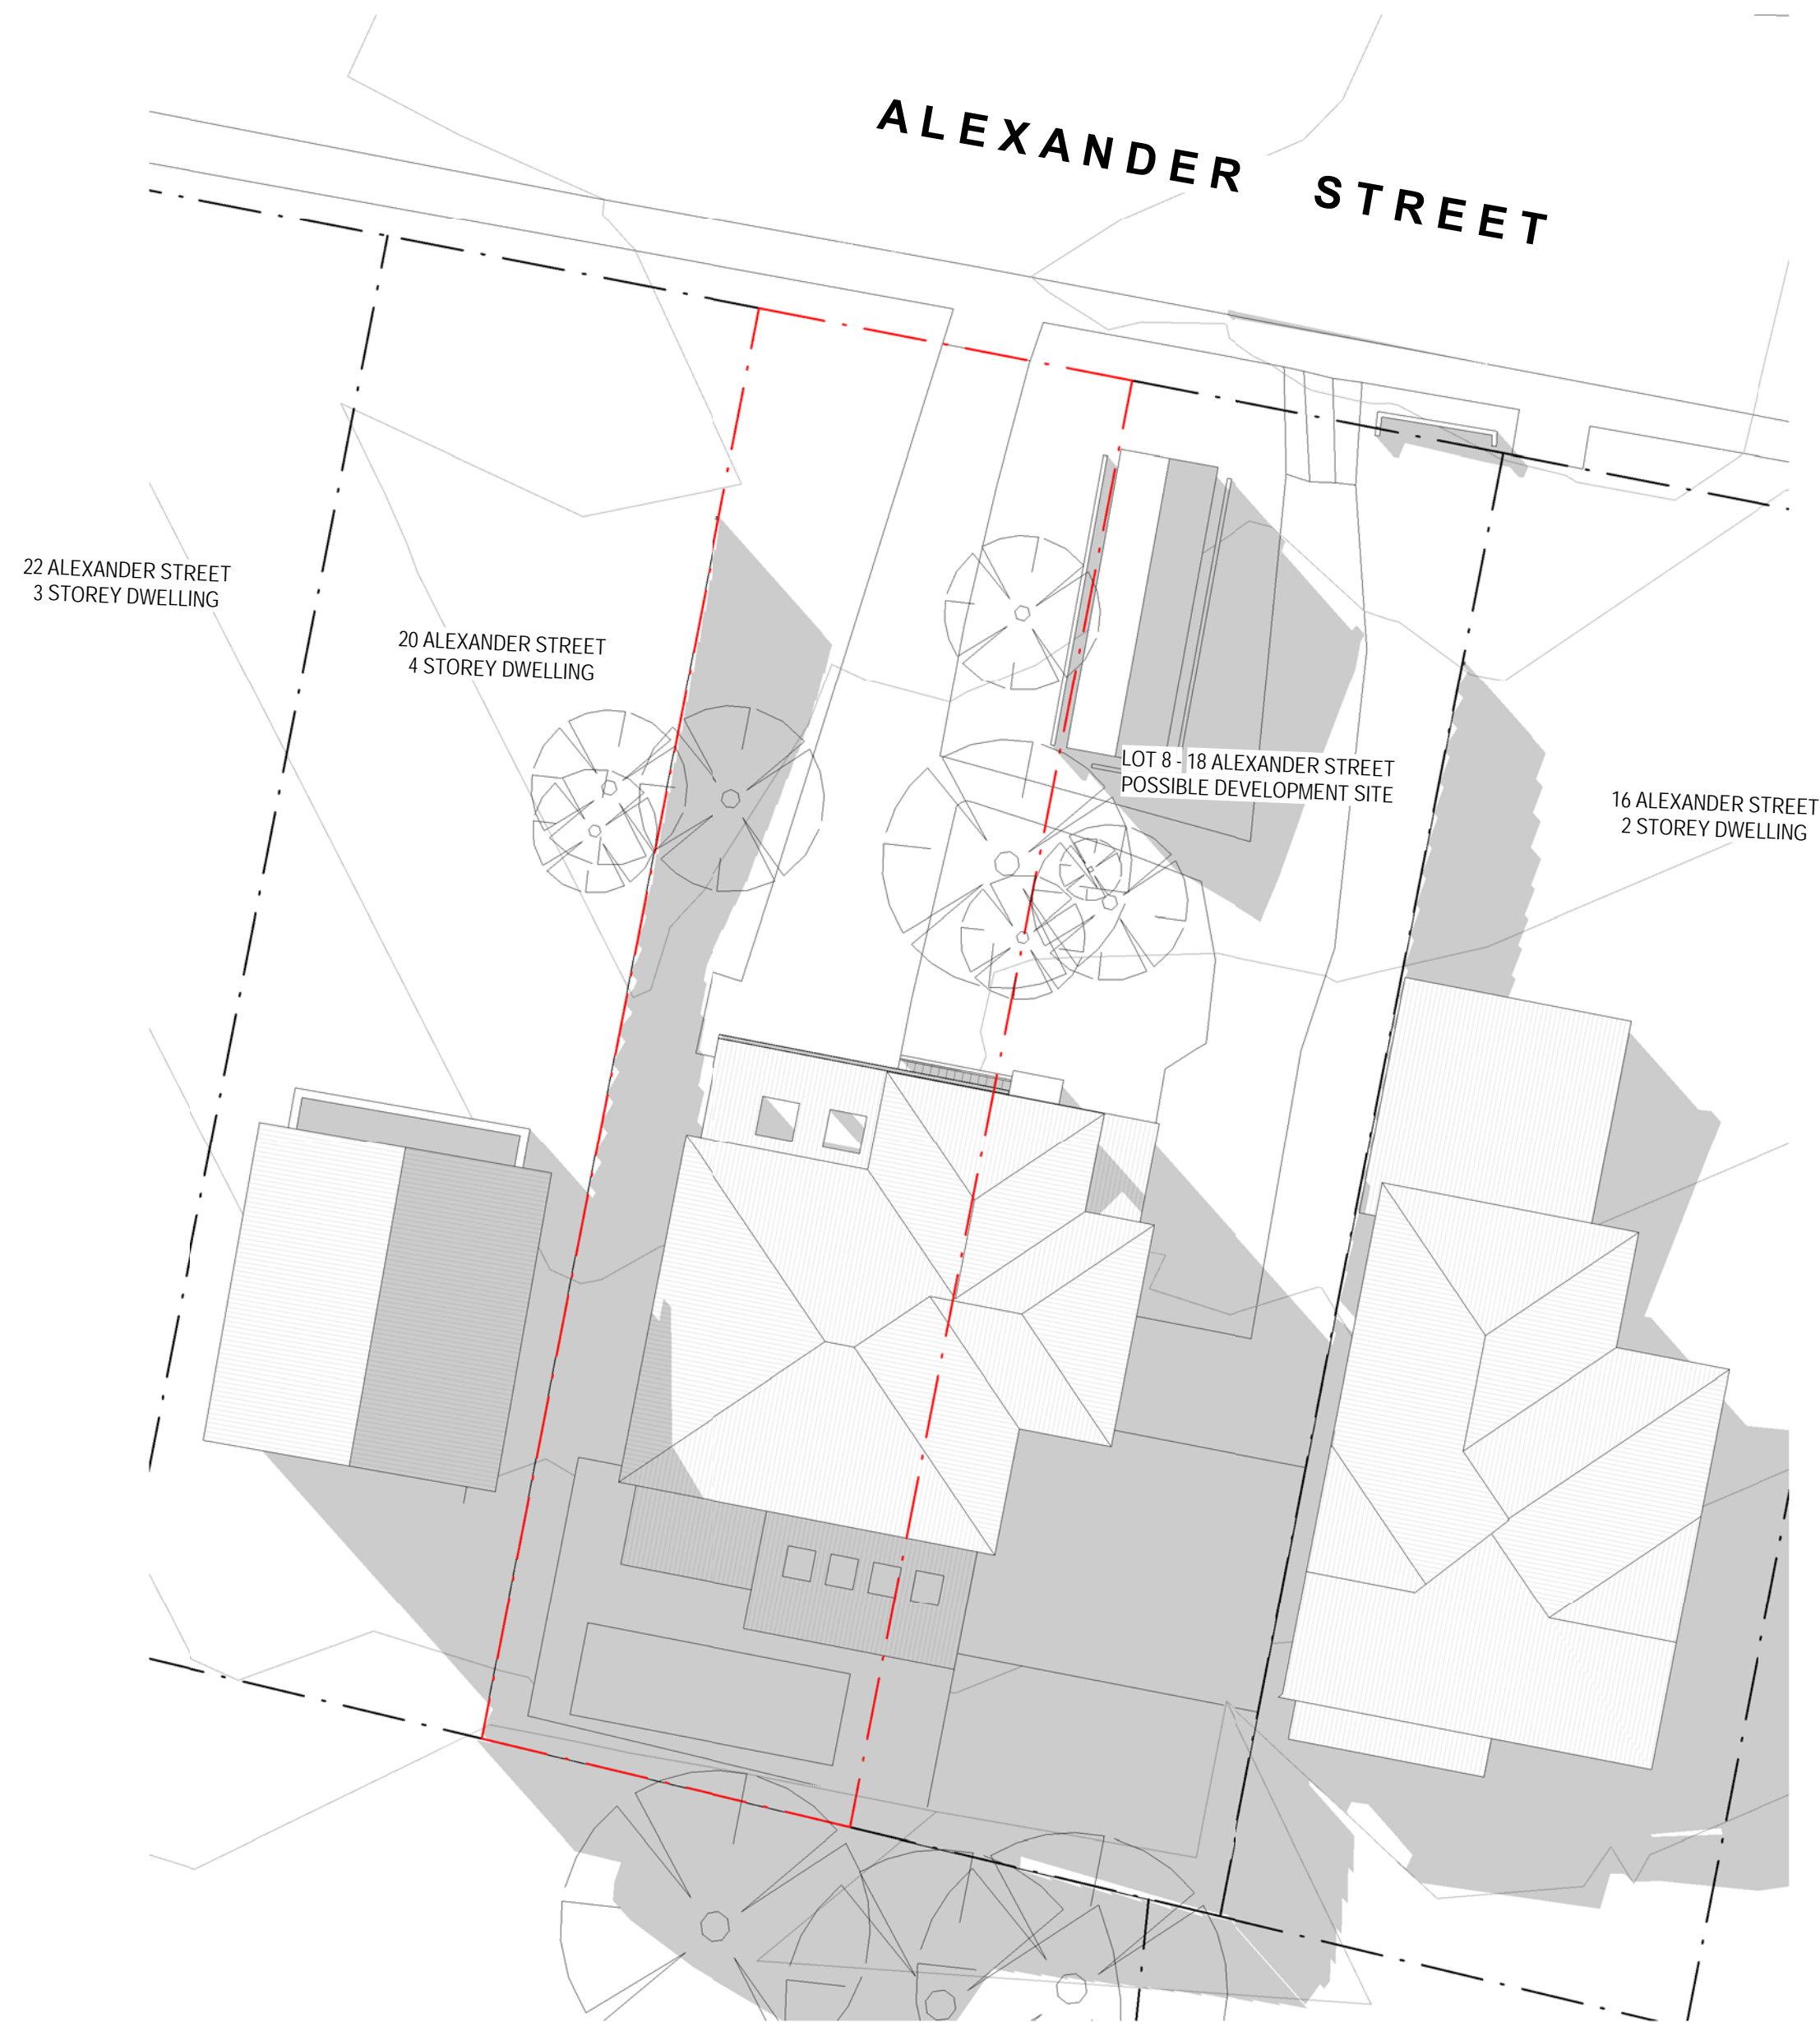 ALEXANDER STREET
22 ALEXANDER STREET
3 STOREY DWELLING
20 ALEXANDER STREET
4 STOREY DWELLING
LOT 8 - 18 ALEXANDER STREET
POSSIBLE DEVELOPMENT SITE
16 ALEXANDER STREET
2 STOREY DWELLING